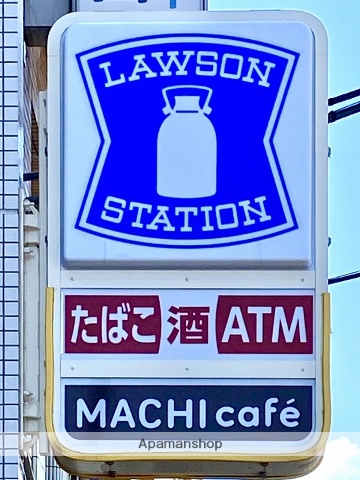 LAWSON
STATION
たばこ 酒 ATM
MACHI café
Apamanshop